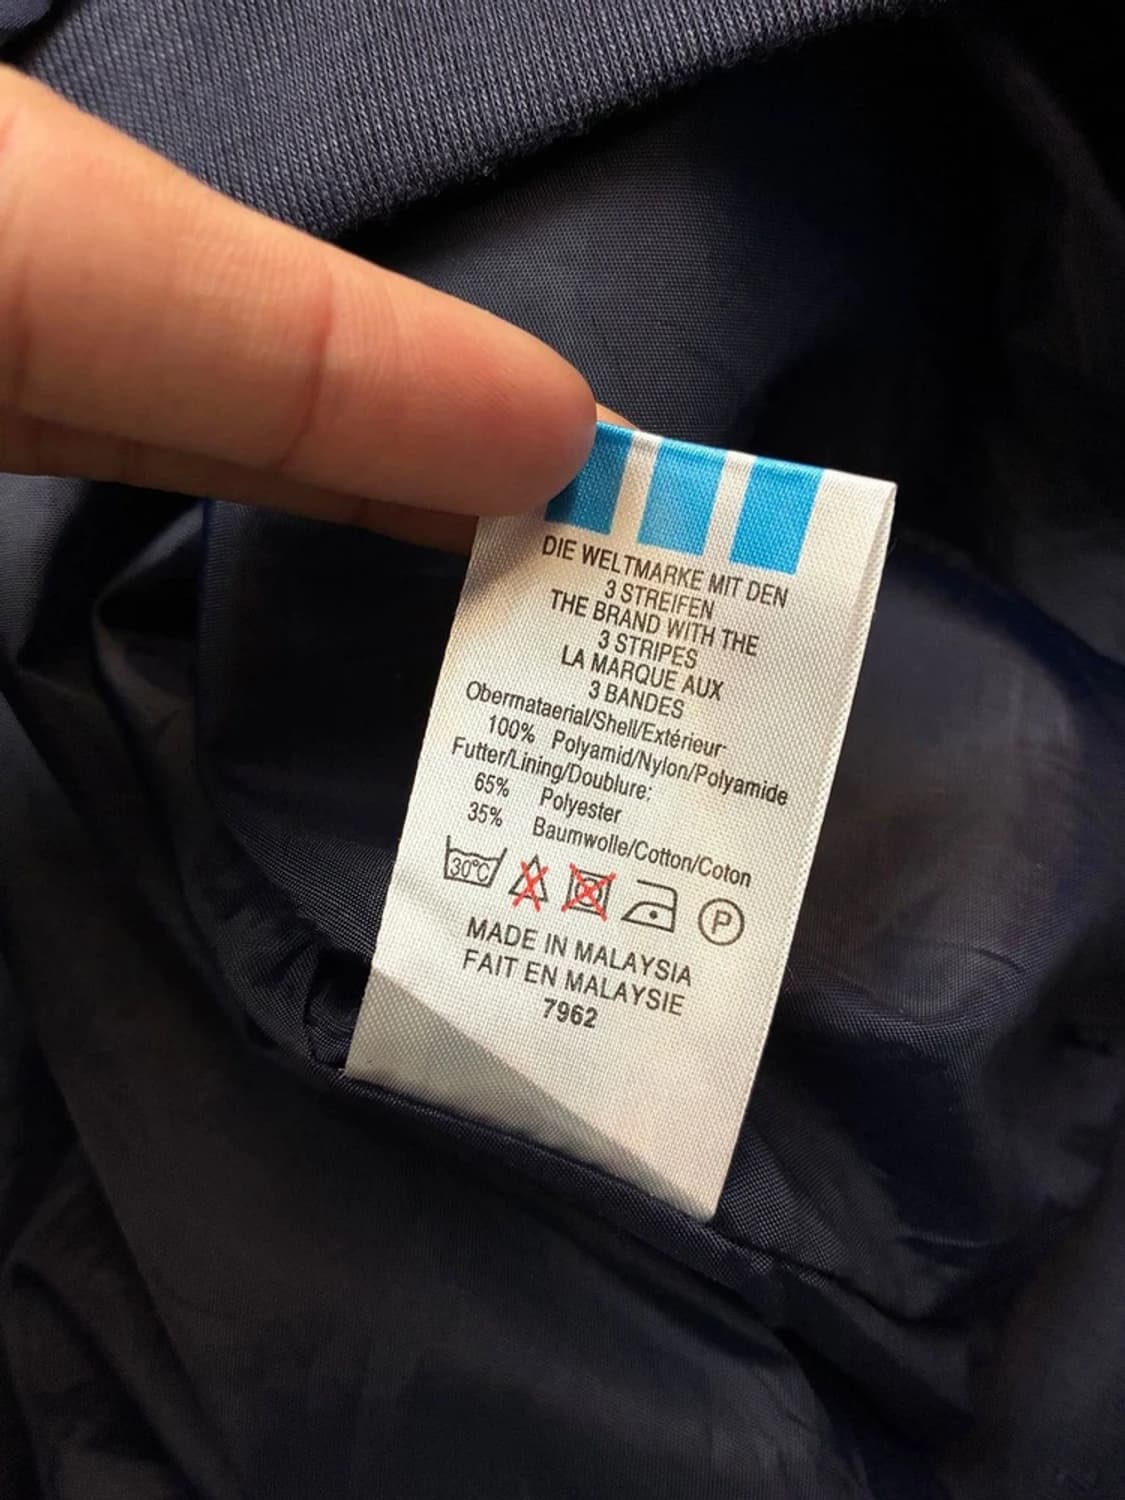 DIE WELTMARKE MIT DEN
3 STREIFEN
THE BRAND WITH THE
3 STRIPES
LA MARQUE AUX
3 BANDES
Obermataerial/Shell/Extérieur:
100% Polyamid/Nylon/Polyamide
Futter/Lining/Doublure:
65% Polyester
35% Baumwolle/Cotton/Coton
30°C P
MADE IN MALAYSIA
FAIT EN MALAYSIE
7962